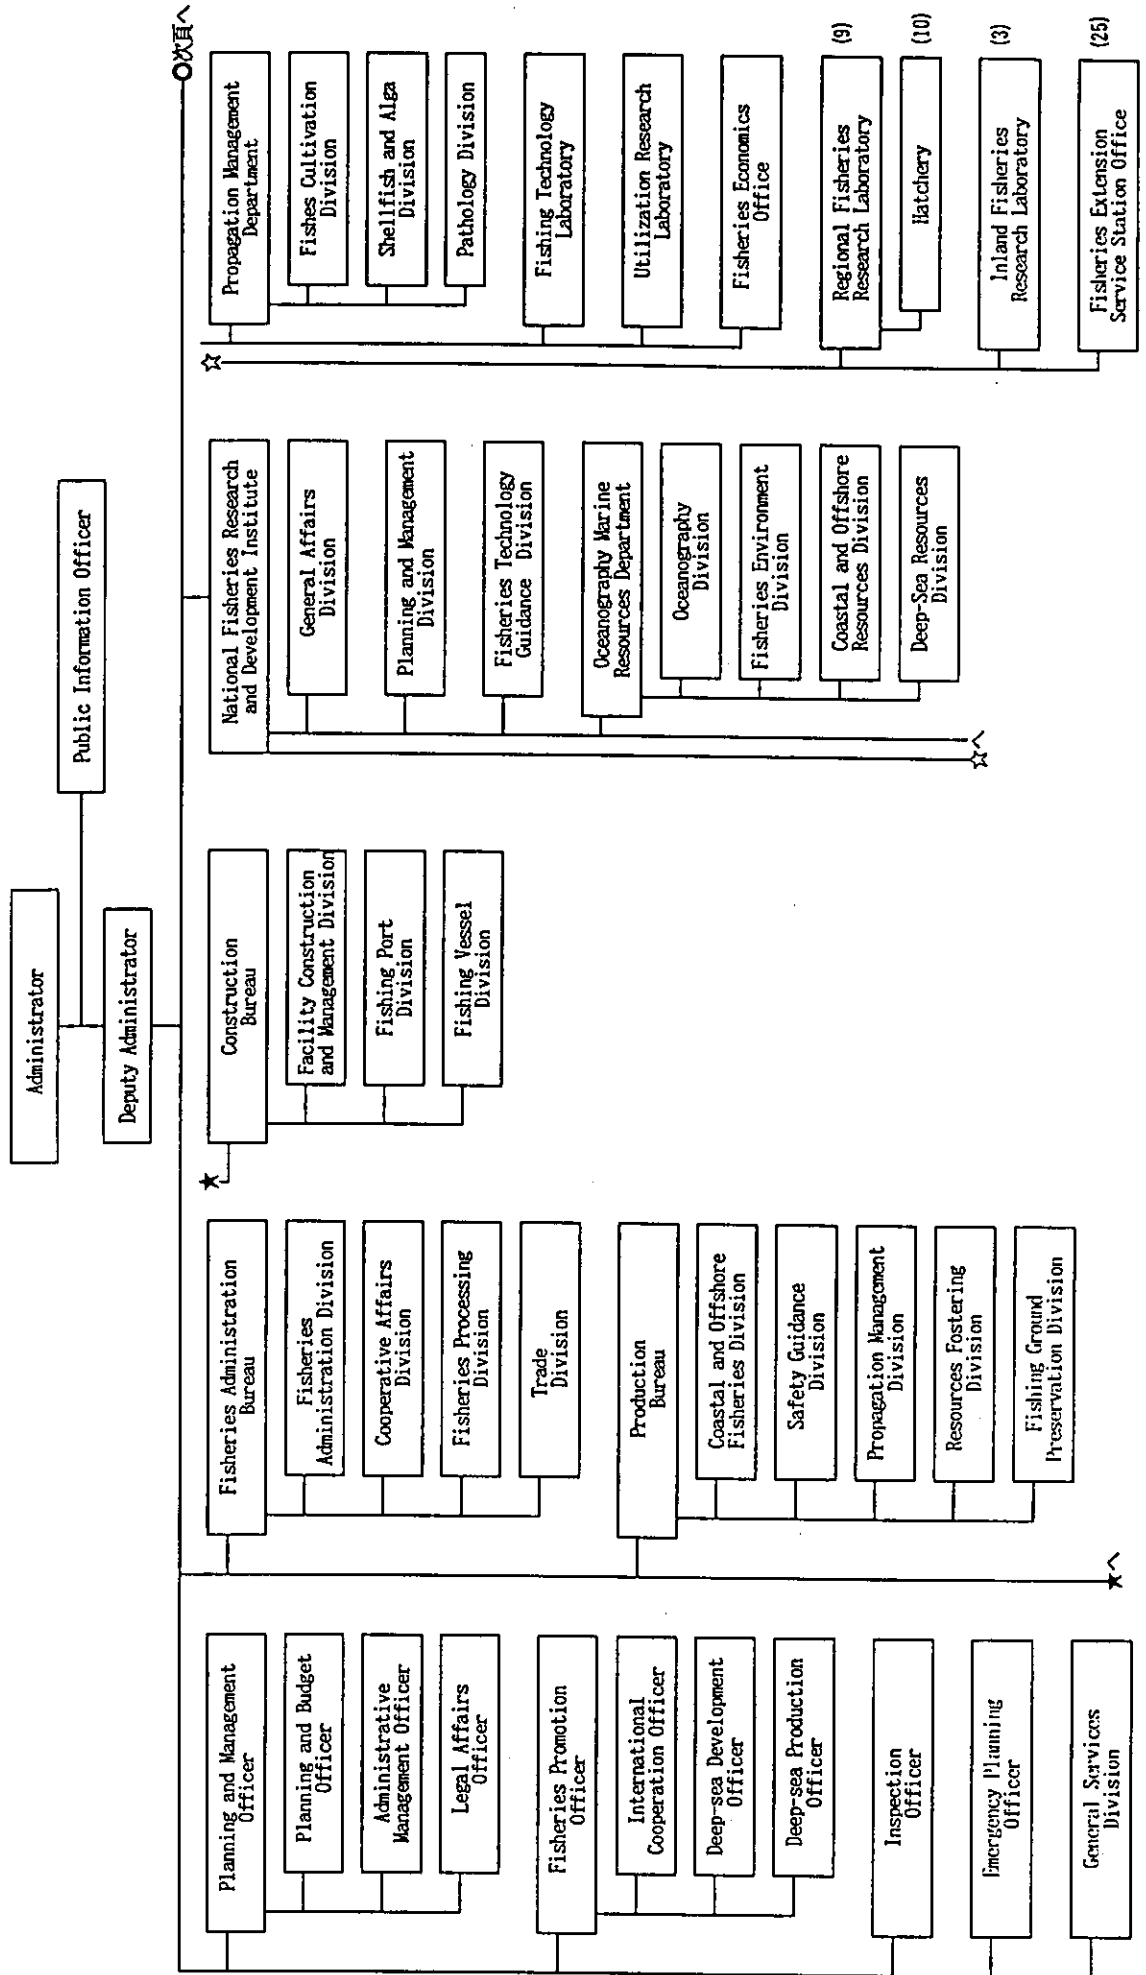 Administrator
Public Information Officer
Deputy Administrator
○次頁へ
Planning and Management
Officer
Planning and Budget
Officer
Administrative
Management Officer
Legal Affairs
Officer
Fisheries Promotion
Officer
International
Cooperation Officer
Deep-sea Development
Officer
Deep-sea Production
Officer
Inspection
Officer
Emergency Planning
Officer
General Services
Division
Fisheries Administration
Bureau
Fisheries
Administration Division
Cooperative Affairs
Division
Fisheries Processing
Division
Trade
Division
Production
Bureau
Coastal and Offshore
Fisheries Division
Safety Guidance
Division
Propagation Management
Division
Resources Fostering
Division
Fishing Ground
Preservation Division
★へ
★
Construction
Bureau
Facility Construction
and Management Division
Fishing Port
Division
Fishing Vessel
Division
National Fisheries Research
and Development Institute
General Affairs
Division
Planning and Management
Division
Fisheries Technology
Guidance Division
Oceanography Marine
Resources Department
Oceanography
Division
Fisheries Environment
Division
Coastal and Offshore
Resources Division
Deep-Sea Resources
Division
☆へ
☆
Propagation Management
Department
Fishes Cultivation
Division
Shellfish and Alga
Division
Pathology Division
Fishing Technology
Laboratory
Utilization Research
Laboratory
Fisheries Economics
Office
Regional Fisheries
Research Laboratory
(9)
Hatchery
(10)
Inland Fisheries
Research Laboratory
(3)
Fisheries Extension
Service Station Office
(25)